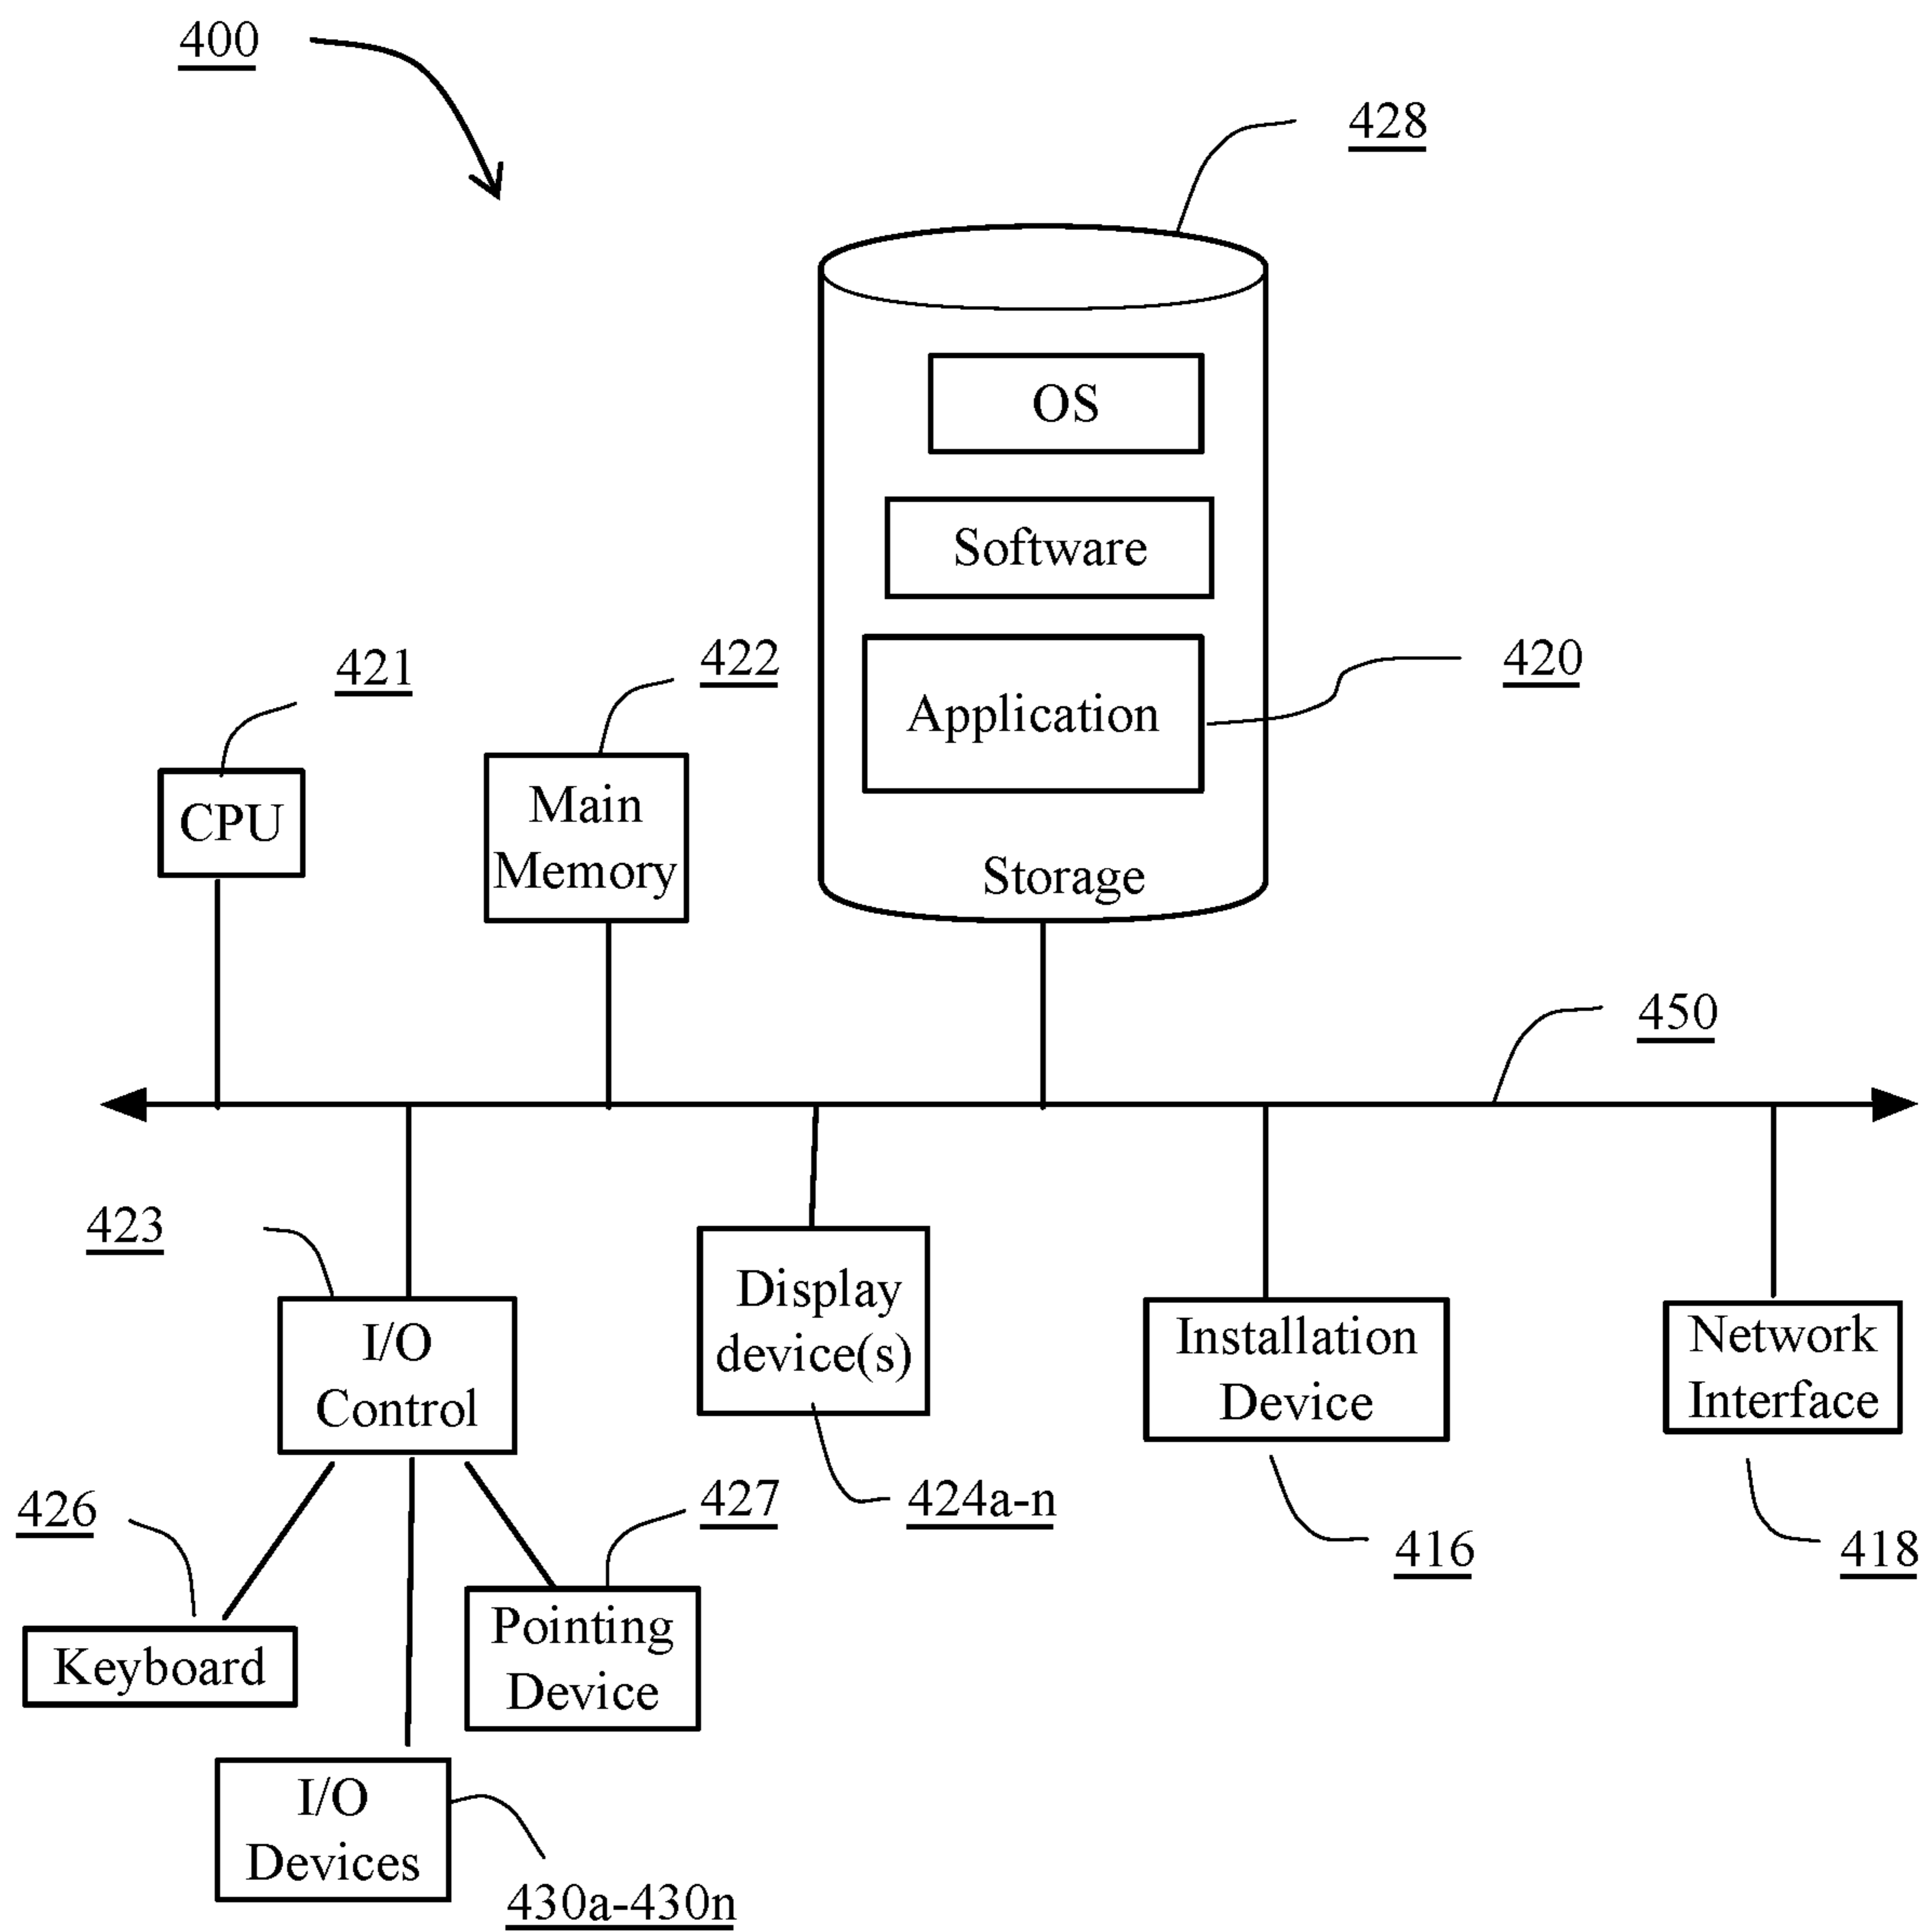 400
428
OS
Software
421
422
420
Application
CPU
Main
Memory
Storage
450
423
Display
device(s)
I/O
Control
Installation
Device
Network
Interface
426
427
424a-n
416
418
Keyboard
Pointing
Device
I/O
Devices
430a-430n